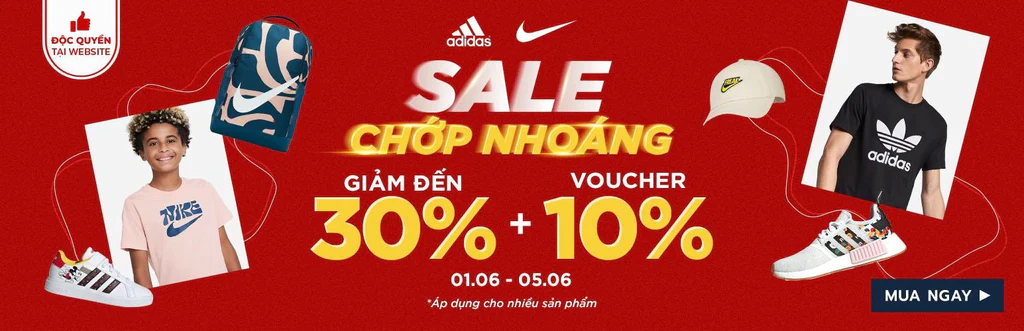 ĐỘC QUYỀN
TẠI WEBSITE
adidas
SALE
CHỚP NHOÁNG
GIẢM ĐẾN
30%
+
VOUCHER
10%
01.06 - 05.06
*Áp dụng cho nhiều sản phẩm
NIKE
FREAK
adidas
MUA NGAY